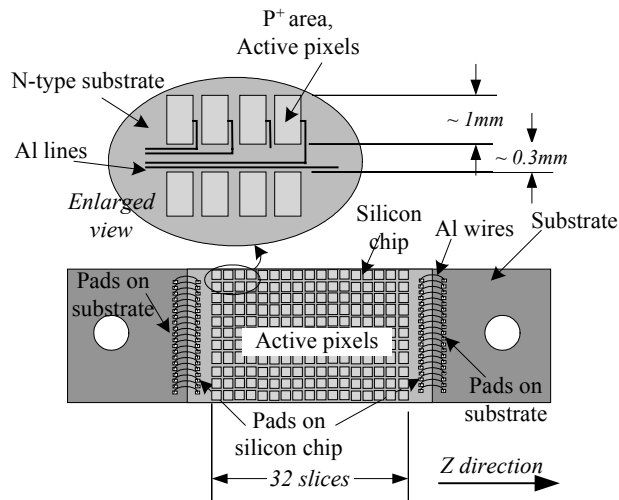 P+ area,
Active pixels
N-type substrate
~ 1mm
Al lines
~ 0.3mm
Enlarged
view
Silicon
chip
Al wires
Substrate
Pads on
substrate
Active pixels
Pads on
silicon chip
Pads on
substrate
32 slices
Z direction